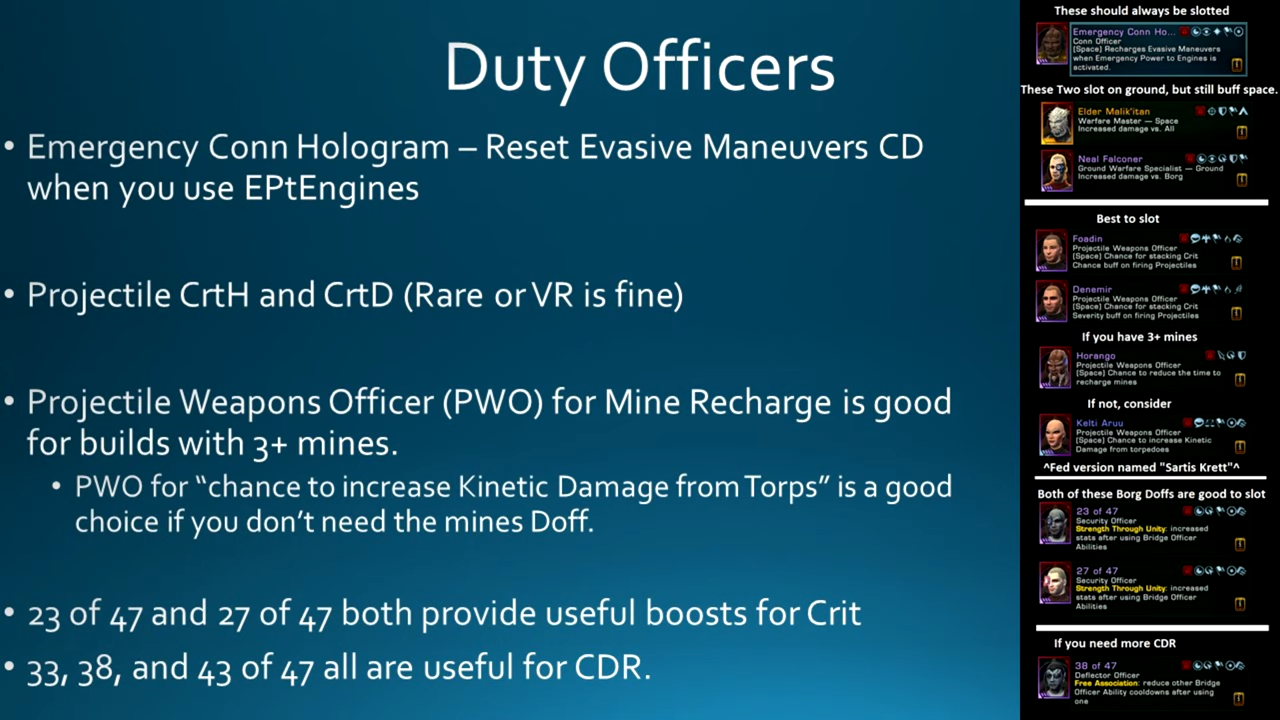 Duty Officers
• Emergency Conn Hologram – Reset Evasive Maneuvers CD
when you use EPtEngines
• Projectile CrtH and CrtD (Rare or VR is fine)
• Projectile Weapons Officer (PWO) for Mine Recharge is good
for builds with 3+ mines.
• PWO for “chance to increase Kinetic Damage from Torps” is a good
choice if you don’t need the mines Doff.
• 23 of 47 and 27 of 47 both provide useful boosts for Crit
• 33, 38, and 43 of 47 all are useful for CDR.
These should always be slotted
Emergency Conn Ho...
Conn Officer
[Space] Recharges Evasive Maneuvers
when Emergency Power to Engines is
activated.
These Two slot on ground, but still buff space.
Elder Malik'itan
Warfare Master — Space
Increased damage vs. All
Neal Falconer
Ground Warfare Specialist — Ground
Increased damage vs. Borg
Best to slot
Foadin
Projectile Weapons Officer
[Space] Chance for stacking Crit
Chance buff on firing Projectiles
Denemir
Projectile Weapons Officer
[Space] Chance for stacking Crit
Severity buff on firing Projectiles
If you have 3+ mines
Horango
Projectile Weapons Officer
[Space] Chance to reduce the time to
recharge mines
If not, consider
Kelti Aruu
Projectile Weapons Officer
[Space] Chance to increase Kinetic
Damage from torpedoes
^Fed version named "Sartis Krett"^
Both of these Borg Doffs are good to slot
23 of 47
Security Officer
Strength Through Unity: increased
stats after using Bridge Officer
Abilities
27 of 47
Security Officer
Strength Through Unity: increased
stats after using Bridge Officer
Abilities
If you need more CDR
38 of 47
Deflector Officer
Free Association: reduce other Bridge
Officer Ability cooldowns after using
one